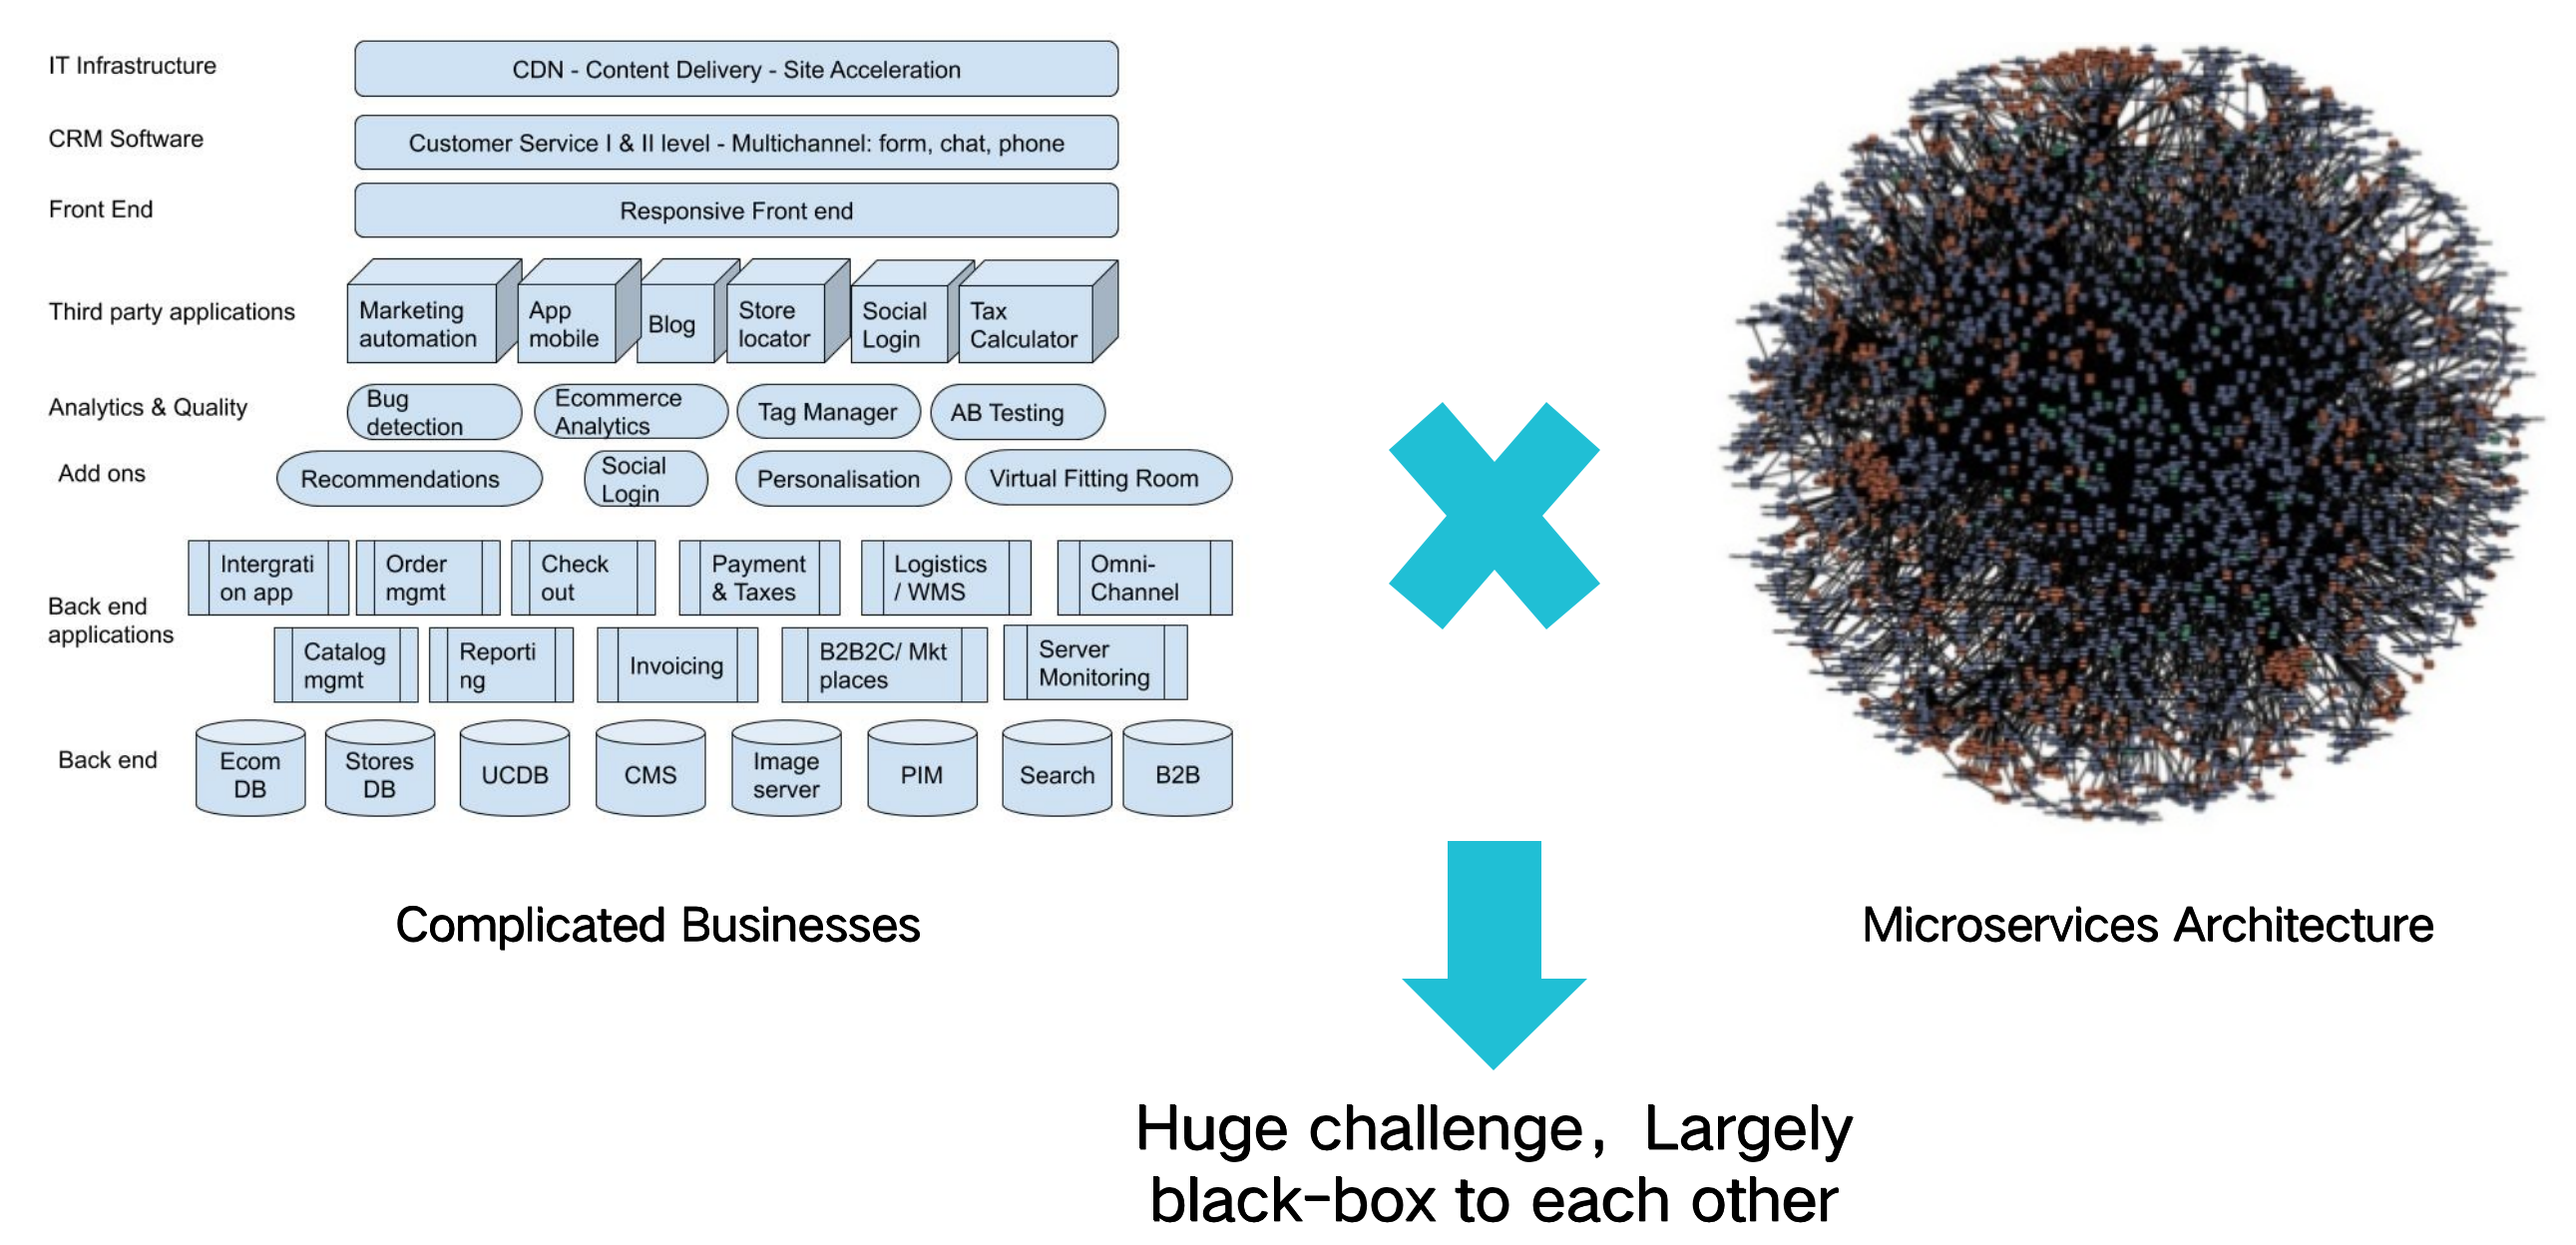 IT Infrastructure
CDN - Content Delivery - Site Acceleration
CRM Software
Customer Service I & II level - Multichannel: form, chat, phone
Front End
Responsive Front end
Third party applications
Marketing
automation
App
mobile
Blog
Store
locator
Social
Login
Tax
Calculator
Analytics & Quality
Bug
detection
Ecommerce
Analytics
Tag Manager
AB Testing
Add ons
Recommendations
Social
Login
Personalisation
Virtual Fitting Room
Back end
applications
Intergrati
on app
Order
mgmt
Check
out
Payment
& Taxes
Logistics
/ WMS
Omni-
Channel
Catalog
mgmt
Reporti
ng
Invoicing
B2B2C/ Mkt
places
Server
Monitoring
Back end
Ecom
DB
Stores
DB
UCDB
CMS
Image
server
PIM
Search
B2B
Complicated Businesses
Microservices Architecture
Huge challenge，Largely
black-box to each other